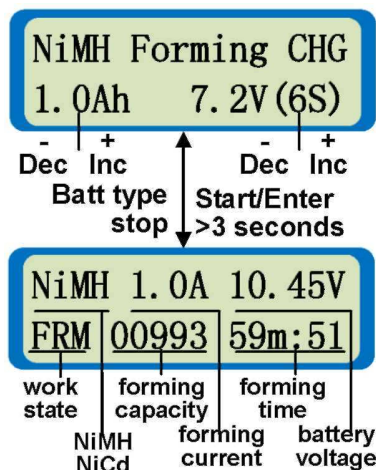 NiMH Forming CHG
1.0Ah 7.2V(6S)
- + - +
Dec Inc Dec Inc
Batt type Start/Enter
stop >3 seconds
NiMH 1.0A 10.45V
FRM 00993 59m:51
work forming forming
state capacity time
NiMH forming battery
NiCd current voltage